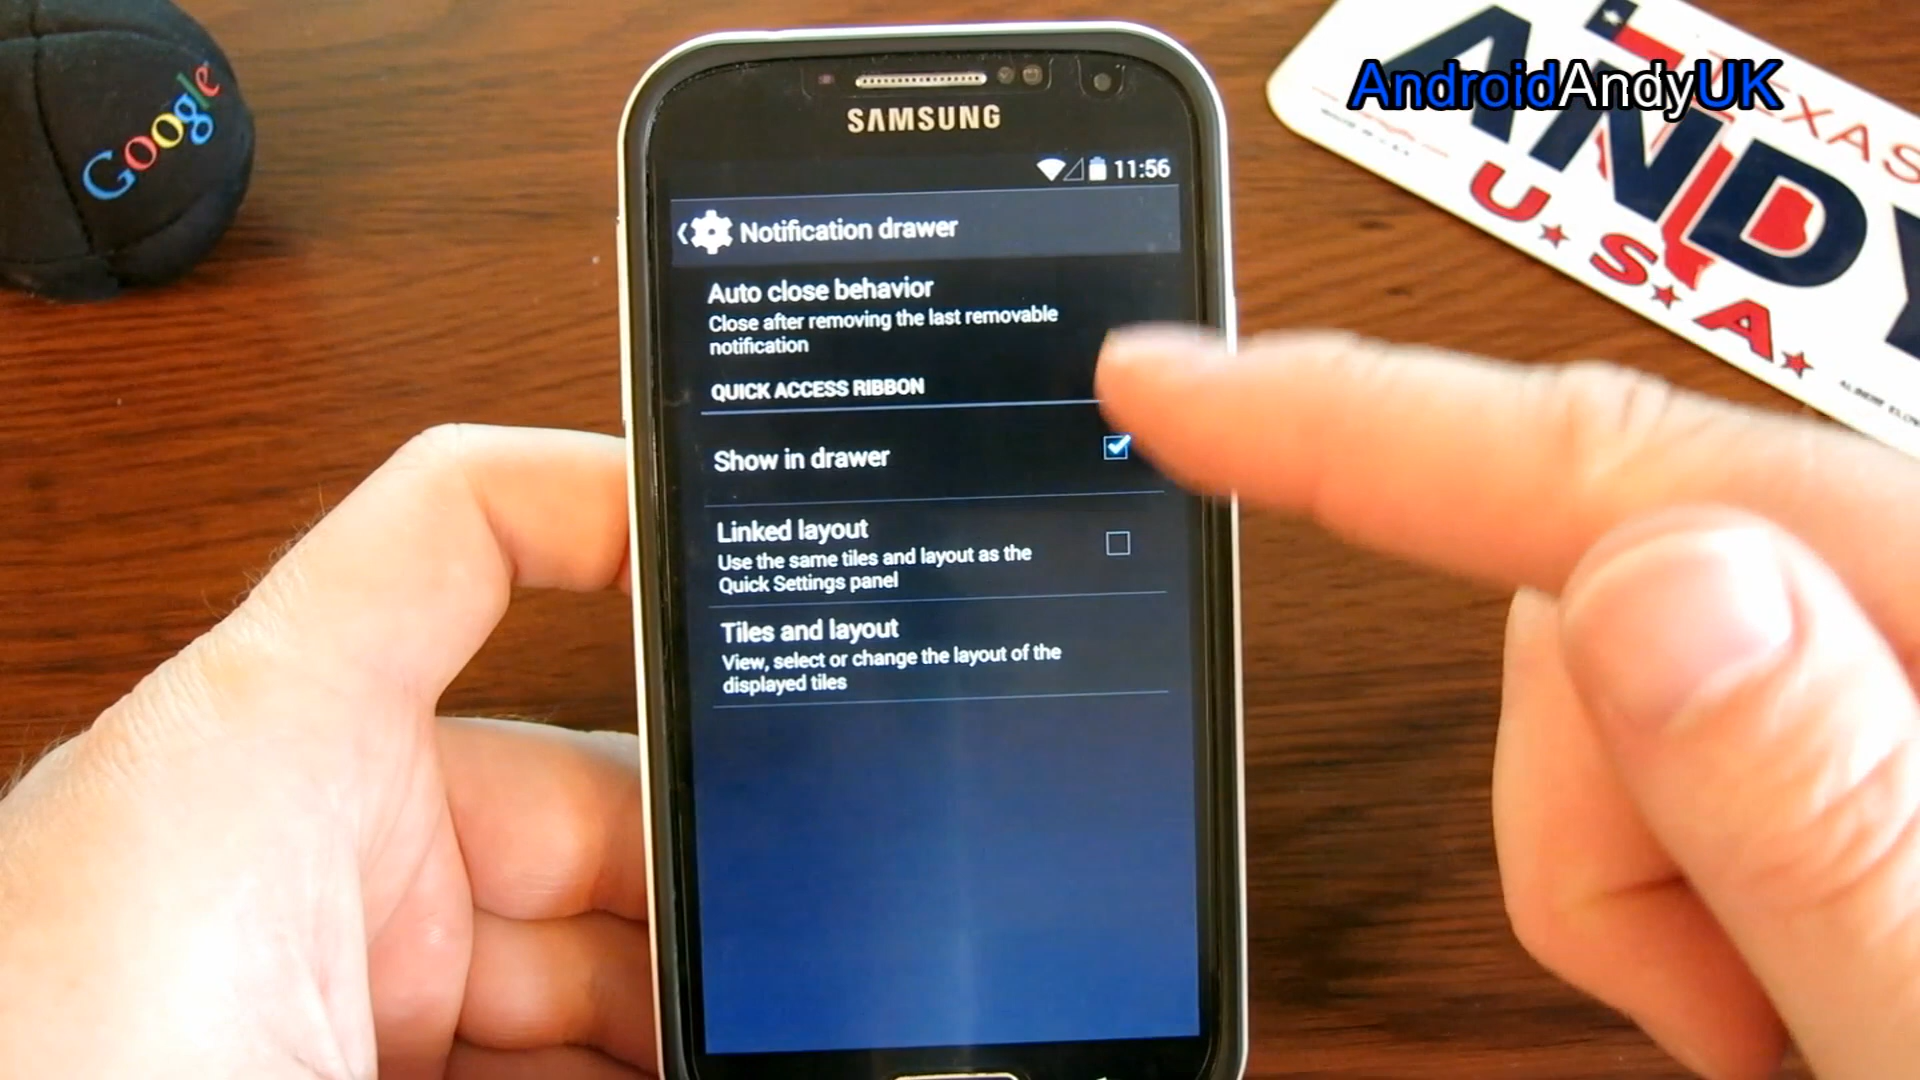 Google
AndroidAndyUK
TEXAS
ANDY
U.S.A.
SAMSUNG
11:56
Notification drawer
Auto close behavior
Close after removing the last removable
notification
QUICK ACCESS RIBBON
Show in drawer
Linked layout
Use the same tiles and layout as the
Quick Settings panel
Tiles and layout
View, select or change the layout of the
displayed tiles